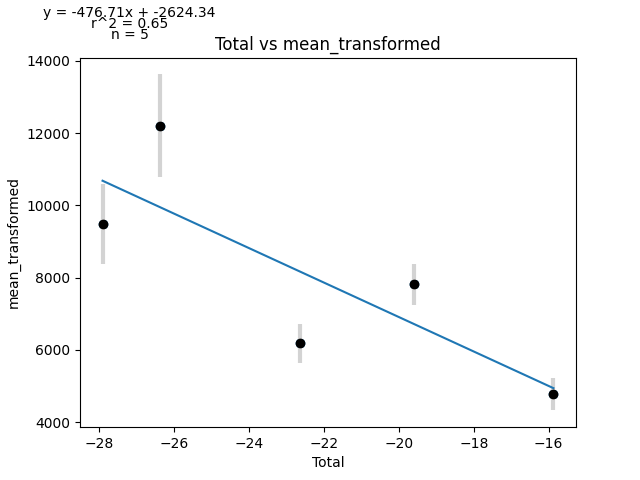 y = -476.71x + -2624.34
r^2 = 0.65
n = 5
Total vs mean_transformed
14000
12000
10000
8000
6000
4000
mean_transformed
−28
−26
−24
−22
−20
−18
−16
Total